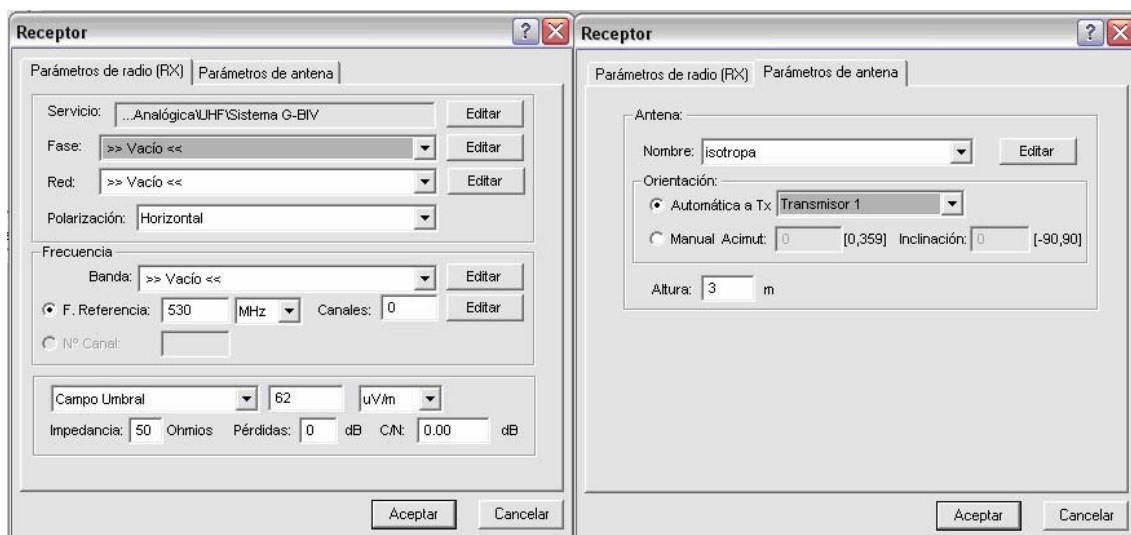 Receptor
Parámetros de radio (RX) Parámetros de antena
Servicio: ...Analógica\UHF\Sistema G-BIV Editar
Fase: >> Vacío << Editar
Red: >> Vacío << Editar
Polarización: Horizontal
Frecuencia
Banda: >> Vacío << Editar
F. Referencia: 530 MHz Canales: 0 Editar
Nº Canal:
Campo Umbral 62 uV/m
Impedancia: 50 Ohmios Pérdidas: 0 dB C/N: 0.00 dB
Aceptar Cancelar
Receptor
Parámetros de radio (RX) Parámetros de antena
Antena:
Nombre: isotropa Editar
Orientación:
Automática a Tx Transmisor 1
Manual Acimut: 0 [0,359] Inclinación: 0 [-90,90]
Altura: 3 m
Aceptar Cancelar